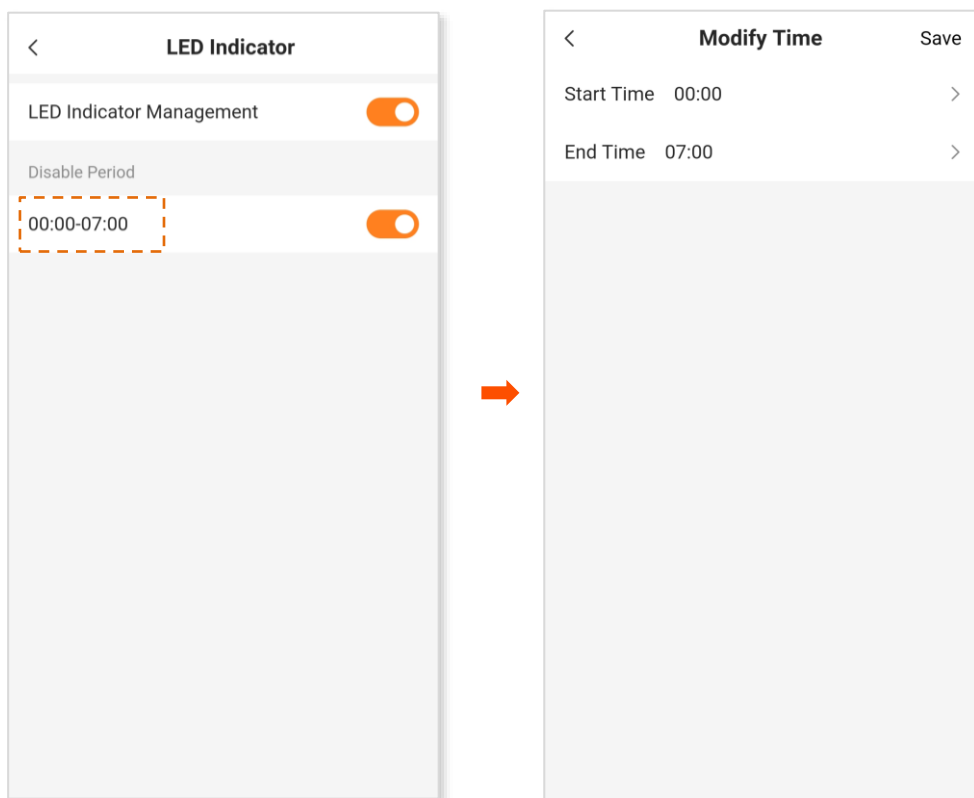 LED Indicator
LED Indicator Management
Disable Period
00:00-07:00
Modify Time Save
Start Time 00:00
End Time 07:00